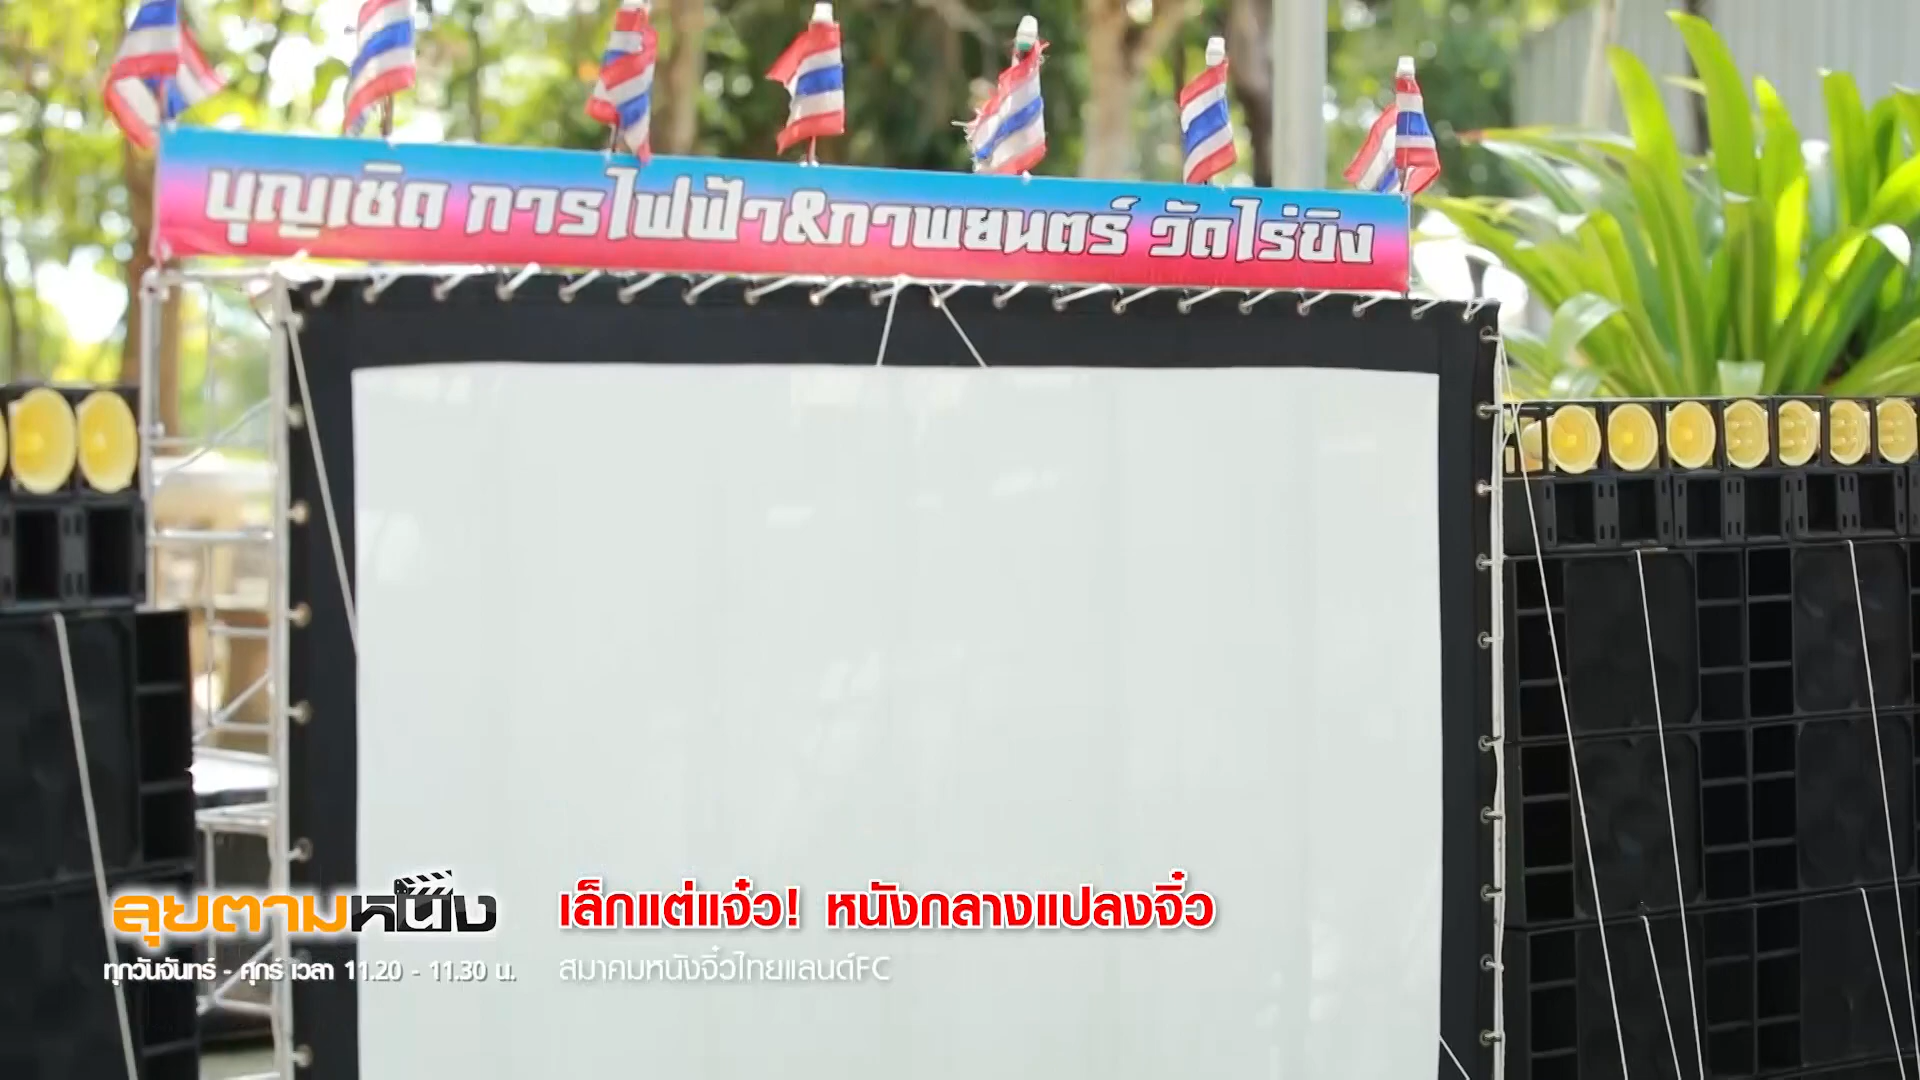 บุญเชิด การไฟฟ้า&ภาพยนตร์ วัดไร่ขิง
ลุยตามหนัง
เล็กแต่แจ๋ว! หนังกลางแปลงจิ๋ว
ทุกวันจันทร์ - ศุกร์ เวลา 11.20 - 11.30 น.
สมาคมหนังจิ๋วไทยแลนด์FC